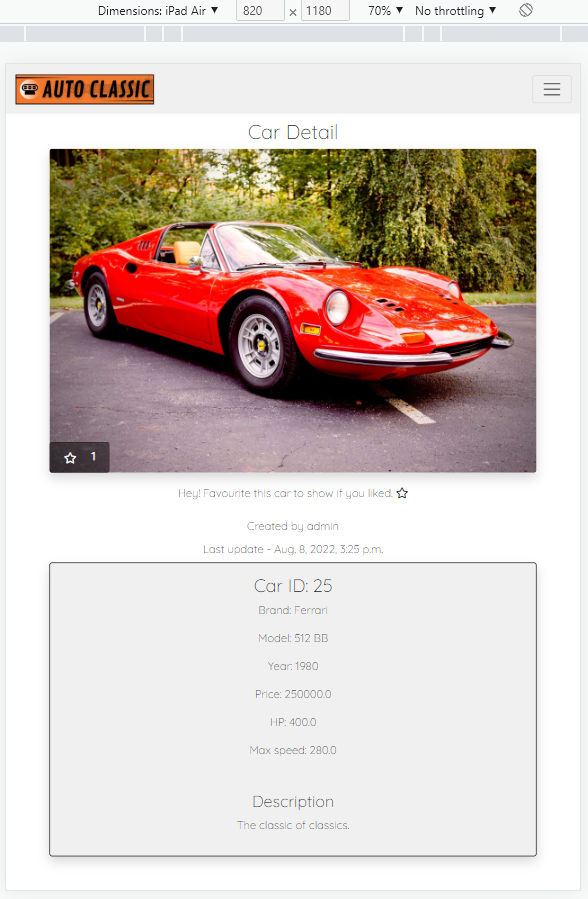 Dimensions: iPad Air ▼ 820 × 1180 70% ▼ No throttling ▼
AUTO CLASSIC
Car Detail
1
Hey! Favourite this car to show if you liked.
Created by admin
Last update - Aug. 8, 2022, 3:25 p.m.
Car ID: 25
Brand: Ferrari
Model: 512 BB
Year: 1980
Price: 250000.0
HP: 400.0
Max speed: 280.0
Description
The classic of classics.